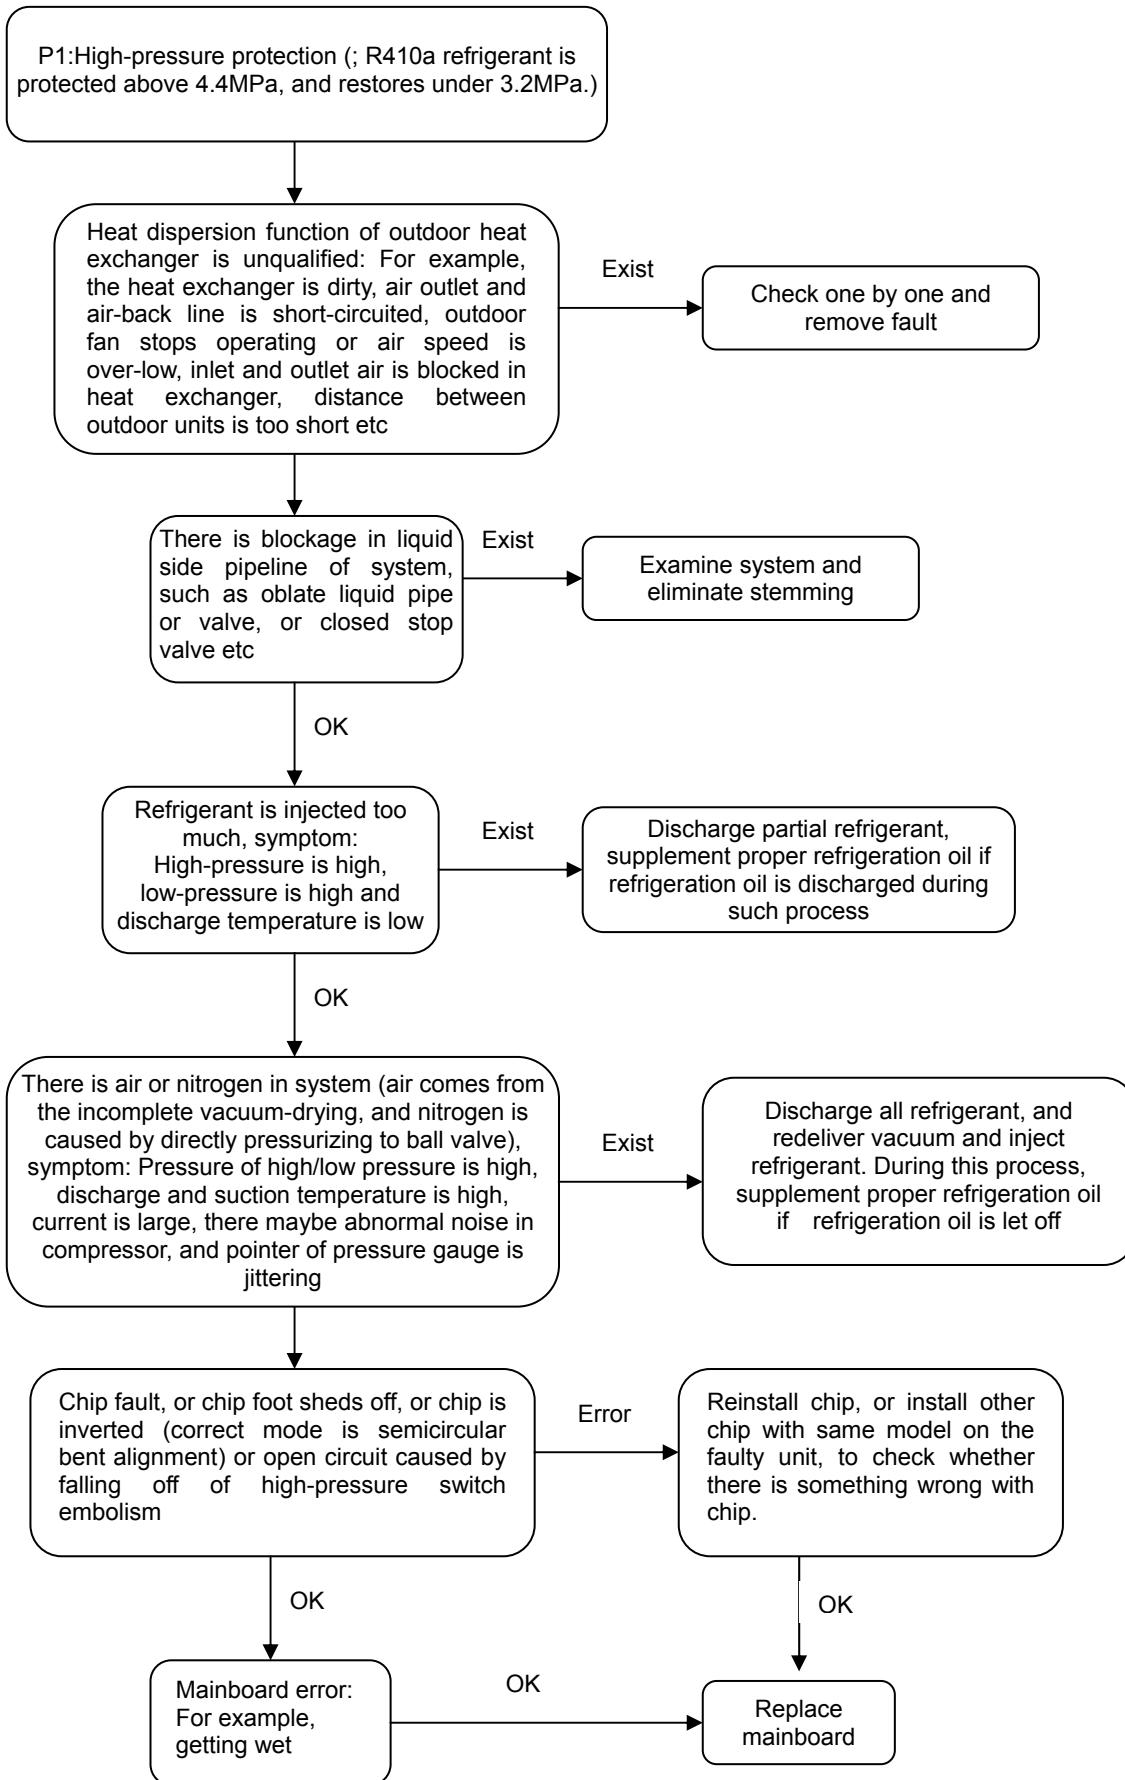 P1:High-pressure protection (; R410a refrigerant is
protected above 4.4MPa, and restores under 3.2MPa.)
Heat dispersion function of outdoor heat
exchanger is unqualified: For example,
the heat exchanger is dirty, air outlet and
air-back line is short-circuited, outdoor
fan stops operating or air speed is
over-low, inlet and outlet air is blocked in
heat exchanger, distance between
outdoor units is too short etc
Exist
Check one by one and
remove fault
There is blockage in liquid
side pipeline of system,
such as oblate liquid pipe
or valve, or closed stop
valve etc
Exist
Examine system and
eliminate stemming
OK
Refrigerant is injected too
much, symptom:
High-pressure is high,
low-pressure is high and
discharge temperature is low
Exist
Discharge partial refrigerant,
supplement proper refrigeration oil if
refrigeration oil is discharged during
such process
OK
There is air or nitrogen in system (air comes from
the incomplete vacuum-drying, and nitrogen is
caused by directly pressurizing to ball valve),
symptom: Pressure of high/low pressure is high,
discharge and suction temperature is high,
current is large, there maybe abnormal noise in
compressor, and pointer of pressure gauge is
jittering
Exist
Discharge all refrigerant, and
redeliver vacuum and inject
refrigerant. During this process,
supplement proper refrigeration oil
if refrigeration oil is let off
Chip fault, or chip foot sheds off, or chip is
inverted (correct mode is semicircular
bent alignment) or open circuit caused by
falling off of high-pressure switch
embolism
Error
Reinstall chip, or install other
chip with same model on the
faulty unit, to check whether
there is something wrong with
chip.
OK
OK
Mainboard error:
For example,
getting wet
OK
Replace
mainboard